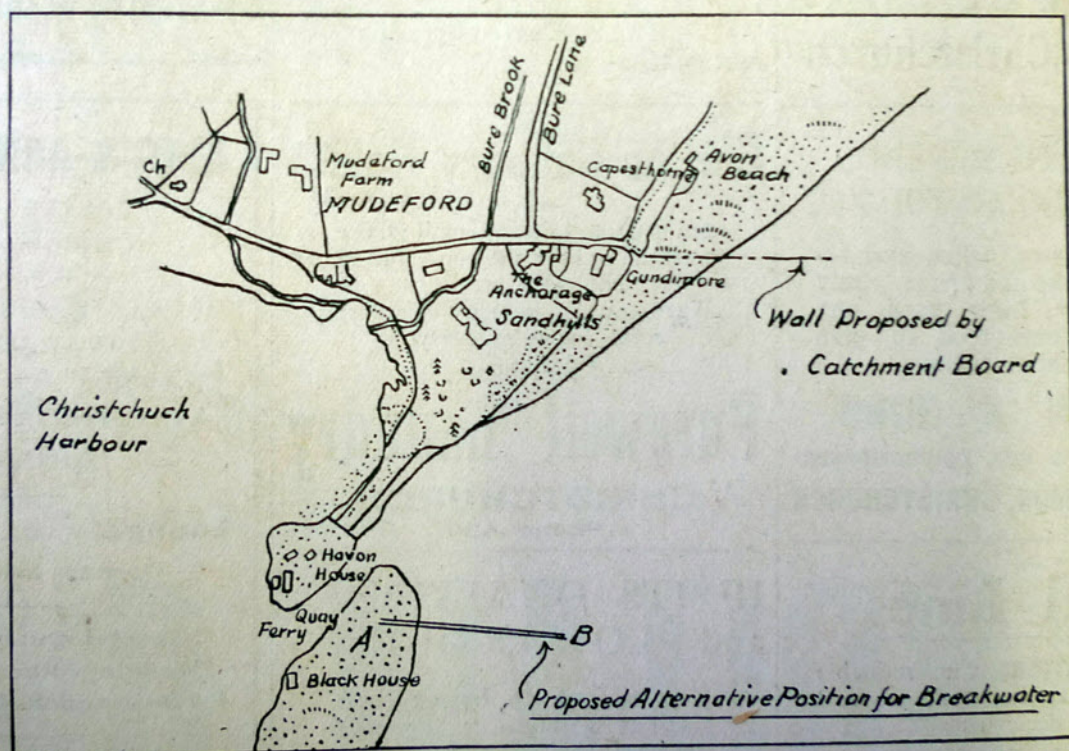 Bure Brook
Bure Lane
Ch
Mudeford
Farm
MUDEFORD
Capesthorne
Avon
Beach
The
Anchorage
Gundimore
Sandhills
Wall Proposed by
Catchment Board
Christchuch
Harbour
Havon
House
Quay
Ferry
A
B
Black House
Proposed Alternative Position for Breakwater